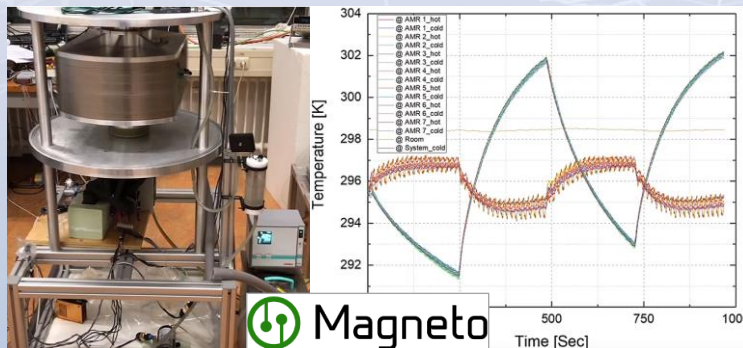 304
302
300
298
296
294
292
Temperature [K]
@ AMR 1_hot
@ AMR 1_cold
@ AMR 2_hot
@ AMR 2_cold
@ AMR 3_hot
@ AMR 3_cold
@ AMR 4_hot
@ AMR 4_cold
@ AMR 5_hot
@ AMR 5_cold
@ AMR 6_hot
@ AMR 6_cold
@ AMR 7_hot
@ AMR 7_cold
@ Room
@ System_cold
500
750
100
Time [Sec]
Magneto